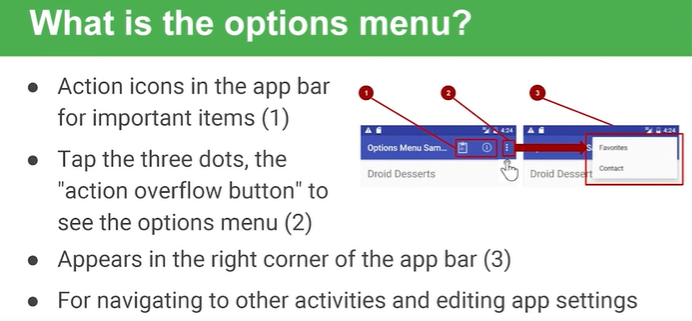 What is the options menu?
● Action icons in the app bar
for important items (1)
● Tap the three dots, the
"action overflow button" to
see the options menu (2)
● Appears in the right corner of the app bar (3)
● For navigating to other activities and editing app settings
1
2
3
4:24
4:24
Options Menu Sam...
Sa
Favorites
Contact
Droid Desserts
Droid Dessert